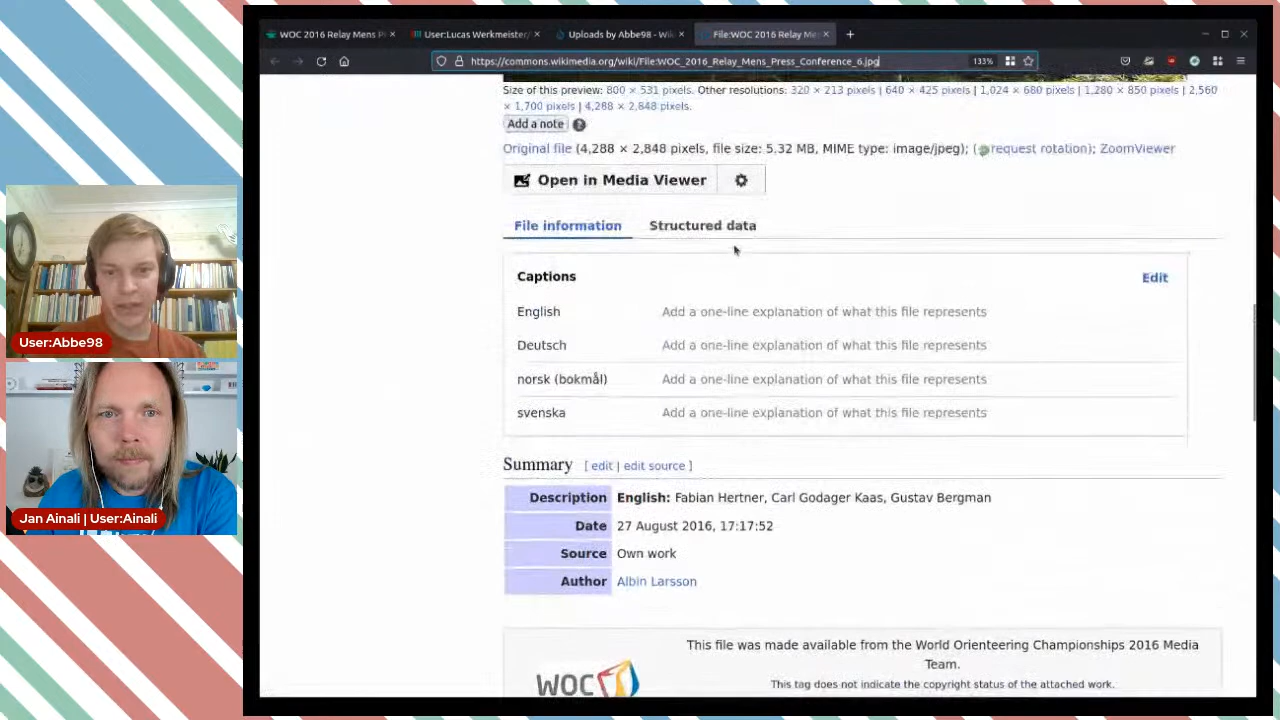 WOC 2016 Relay Mens P
User:Lucas Werkmeister/
Uploads by Abbe98 - Wiki
File:WOC 2016 Relay Me
https://commons.wikimedia.org/wiki/File:WOC_2016_Relay_Mens_Press_Conference_6.jpg
133%
Size of this preview: 800 × 531 pixels. Other resolutions: 320 × 213 pixels | 640 × 425 pixels | 1,024 × 680 pixels | 1,280 × 850 pixels | 2,560
× 1,700 pixels | 4,288 × 2,848 pixels.
Add a note ?
Original file (4,288 × 2,848 pixels, file size: 5.32 MB, MIME type: image/jpeg); (request rotation); ZoomViewer
Open in Media Viewer
File information Structured data
Captions Edit
English Add a one-line explanation of what this file represents
Deutsch Add a one-line explanation of what this file represents
norsk (bokmål) Add a one-line explanation of what this file represents
svenska Add a one-line explanation of what this file represents
Summary [ edit | edit source ]
Description English: Fabian Hertner, Carl Godager Kaas, Gustav Bergman
Date 27 August 2016, 17:17:52
Source Own work
Author Albin Larsson
This file was made available from the World Orienteering Championships 2016 Media
Team.
WOC
This tag does not indicate the copyright status of the attached work.
User:Abbe98
Jan Ainali | User:Ainali